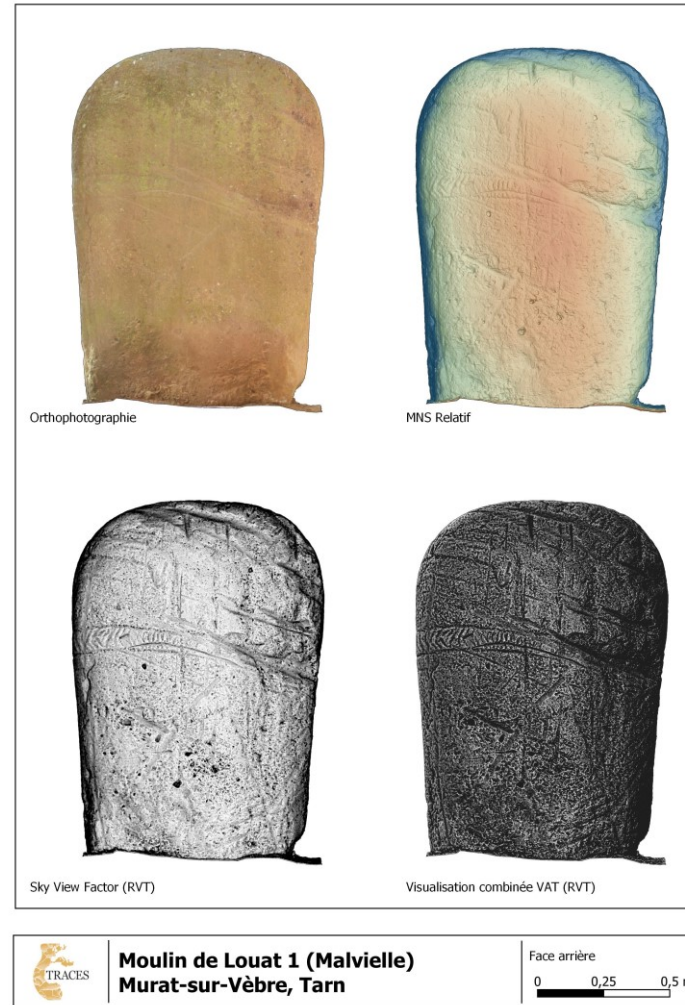 Orthophotographie
MNS Relatif
Sky View Factor (RVT)
Visualisation combinée VAT (RVT)
TRACES
Moulin de Louat 1 (Malvielle)
Murat-sur-Vèbre, Tarn
Face arrière
0 0,25 0,5 m